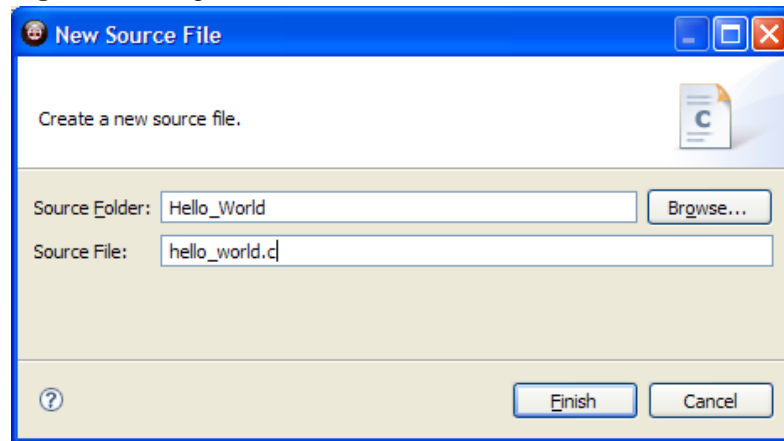 New Source File
Create a new source file.
C
Source Folder: Hello_World Browse...
Source File: hello_world.c
? Finish Cancel